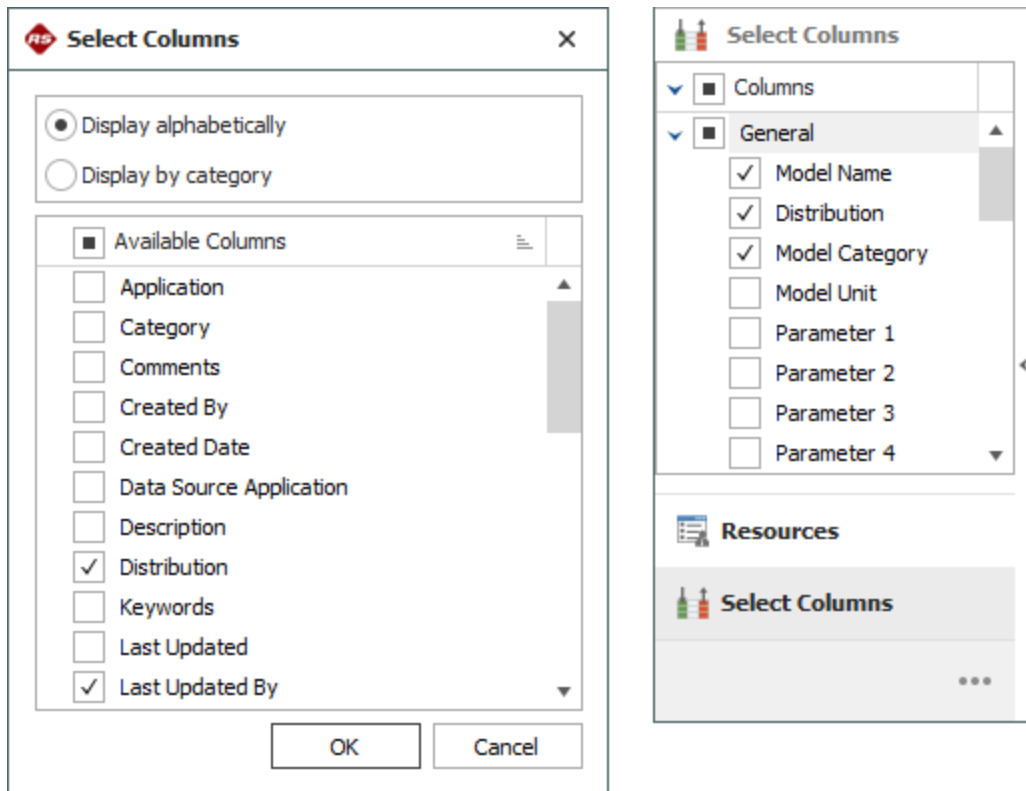 RS Select Columns
Display alphabetically
Display by category
Available Columns
Application
Category
Comments
Created By
Created Date
Data Source Application
Description
Distribution
Keywords
Last Updated
Last Updated By
OK
Cancel
Select Columns
Columns
General
Model Name
Distribution
Model Category
Model Unit
Parameter 1
Parameter 2
Parameter 3
Parameter 4
Resources
Select Columns